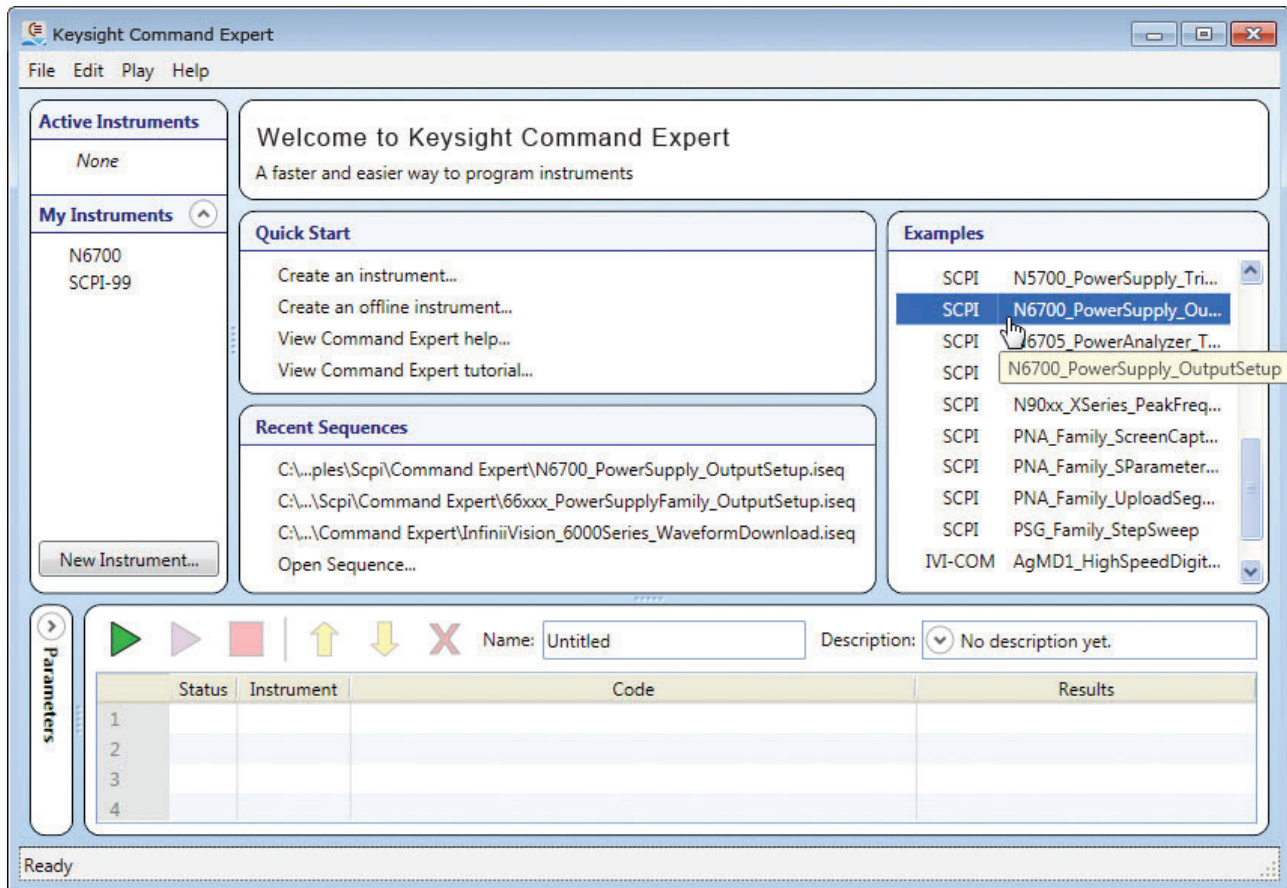 Keysight Command Expert
File Edit Play Help
Active Instruments
None
My Instruments
N6700
SCPI-99
New Instrument...
Welcome to Keysight Command Expert
A faster and easier way to program instruments
Quick Start
Create an instrument...
Create an offline instrument...
View Command Expert help...
View Command Expert tutorial...
Recent Sequences
C:\...ples\Scpi\Command Expert\N6700_PowerSupply_OutputSetup.iseq
C:\...\Scpi\Command Expert\66xxx_PowerSupplyFamily_OutputSetup.iseq
C:\...\Command Expert\InfiniiVision_6000Series_WaveformDownload.iseq
Open Sequence...
Examples
SCPI N5700_PowerSupply_Tri...
SCPI N6700_PowerSupply_Ou...
SCPI N6705_PowerAnalyzer_T...
SCPI
N6700_PowerSupply_OutputSetup
SCPI N90xx_XSeries_PeakFreq...
SCPI PNA_Family_ScreenCapt...
SCPI PNA_Family_SParameter...
SCPI PNA_Family_UploadSeg...
SCPI PSG_Family_StepSweep
IVI-COM AgMD1_HighSpeedDigit...
Parameters
Name: Untitled Description: No description yet.
Status Instrument Code Results
1
2
3
4
Ready